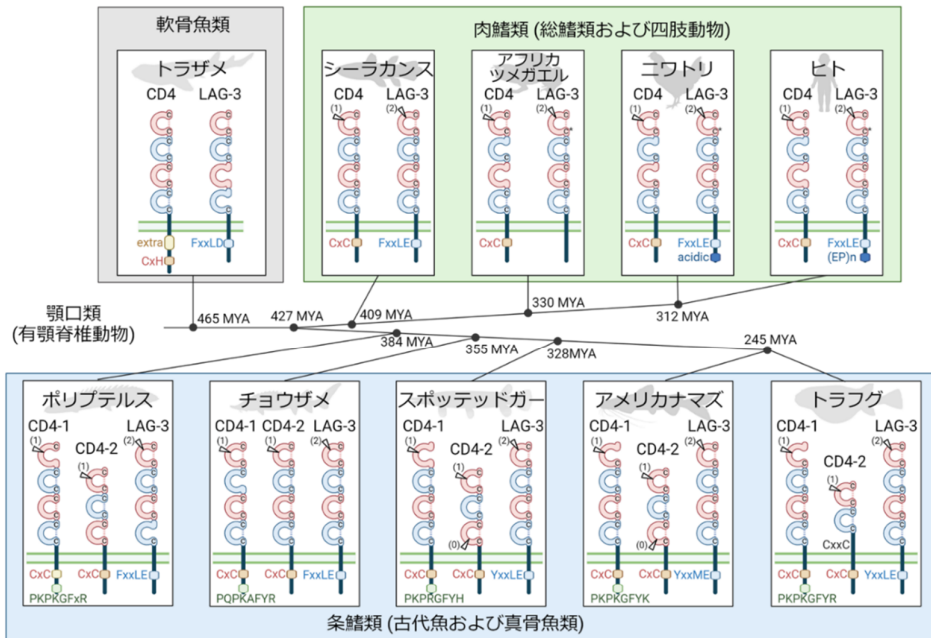 軟骨魚類
肉鰭類 (総鰭類および四肢動物)
トラザメ
CD4 LAG-3
extra FxxLD
CxH
シーラカンス
CD4 LAG-3
(1) (2)
CxC FxxLE
アフリカ
ツメガエル
CD4 LAG-3
(1) (2)
CxC
ニワトリ
CD4 LAG-3
(1) (2)
CxC FxxLE
acidic
ヒト
CD4 LAG-3
(1) (2)
CxC FxxLE
(EP)n
顎口類
(有顎脊椎動物)
465 MYA 427 MYA 409 MYA 330 MYA 312 MYA
384 MYA 355 MYA 328MYA 245 MYA
ポリプテルス
CD4-1 LAG-3
(1) (2)
CD4-2
(1)
CxC CxC FxxLE
PKPKGFxR
チョウザメ
CD4-1 CD4-2 LAG-3
(1) (1) (2)
CxC CxC FxxLE
PQPKAFYR
スポッテッドガー
CD4-1 LAG-3
(1) (2)
CD4-2
(1)
(0)
CxC CxC YxxLE
PKPRGFYH
アメリカナマズ
CD4-1 LAG-3
(1) (2)
CD4-2
(1)
(0)
CxC CxC YxxME
PKPKGFYK
トラフグ
CD4-1 LAG-3
(1) (2)
CD4-2
(1)
CxxC
CxC CxC YxxLE
PKPKGFYR
条鰭類 (古代魚および真骨魚類)